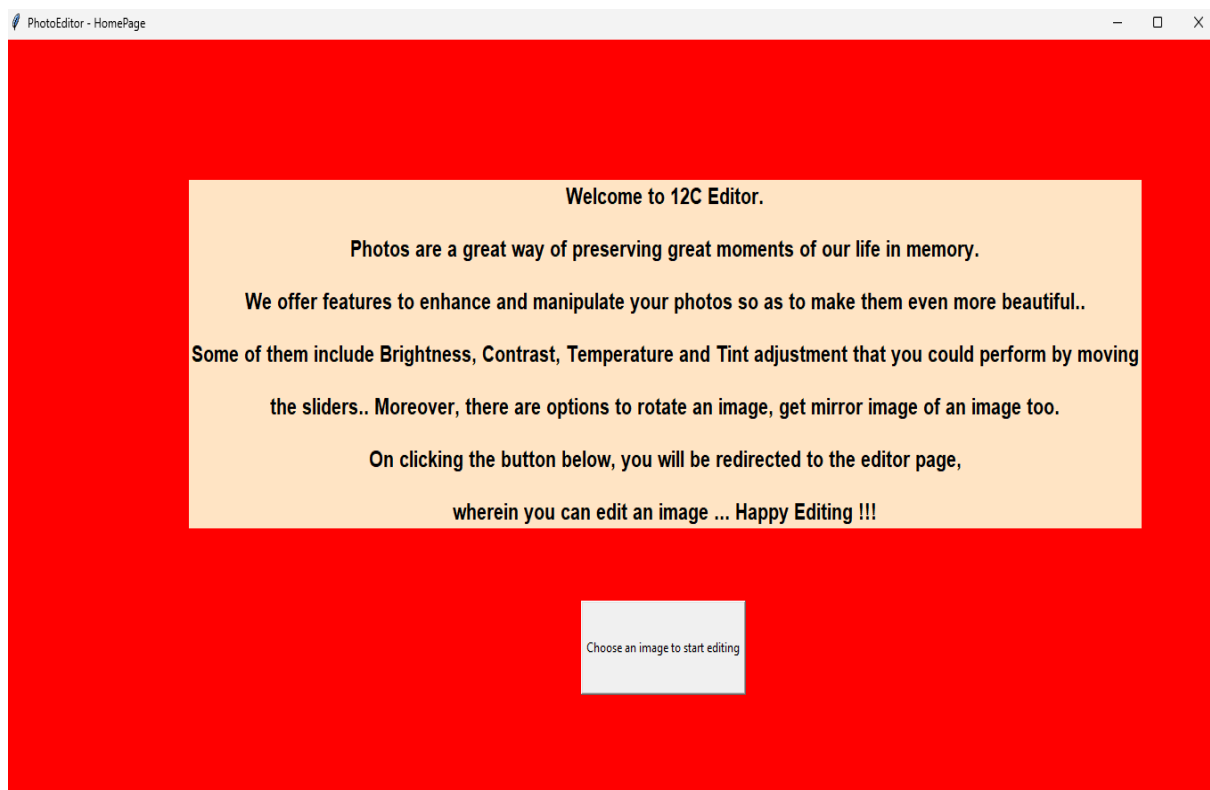 PhotoEditor - HomePage
Welcome to 12C Editor.
Photos are a great way of preserving great moments of our life in memory.
We offer features to enhance and manipulate your photos so as to make them even more beautiful..
Some of them include Brightness, Contrast, Temperature and Tint adjustment that you could perform by moving
the sliders.. Moreover, there are options to rotate an image, get mirror image of an image too.
On clicking the button below, you will be redirected to the editor page,
wherein you can edit an image ... Happy Editing !!!
Choose an image to start editing